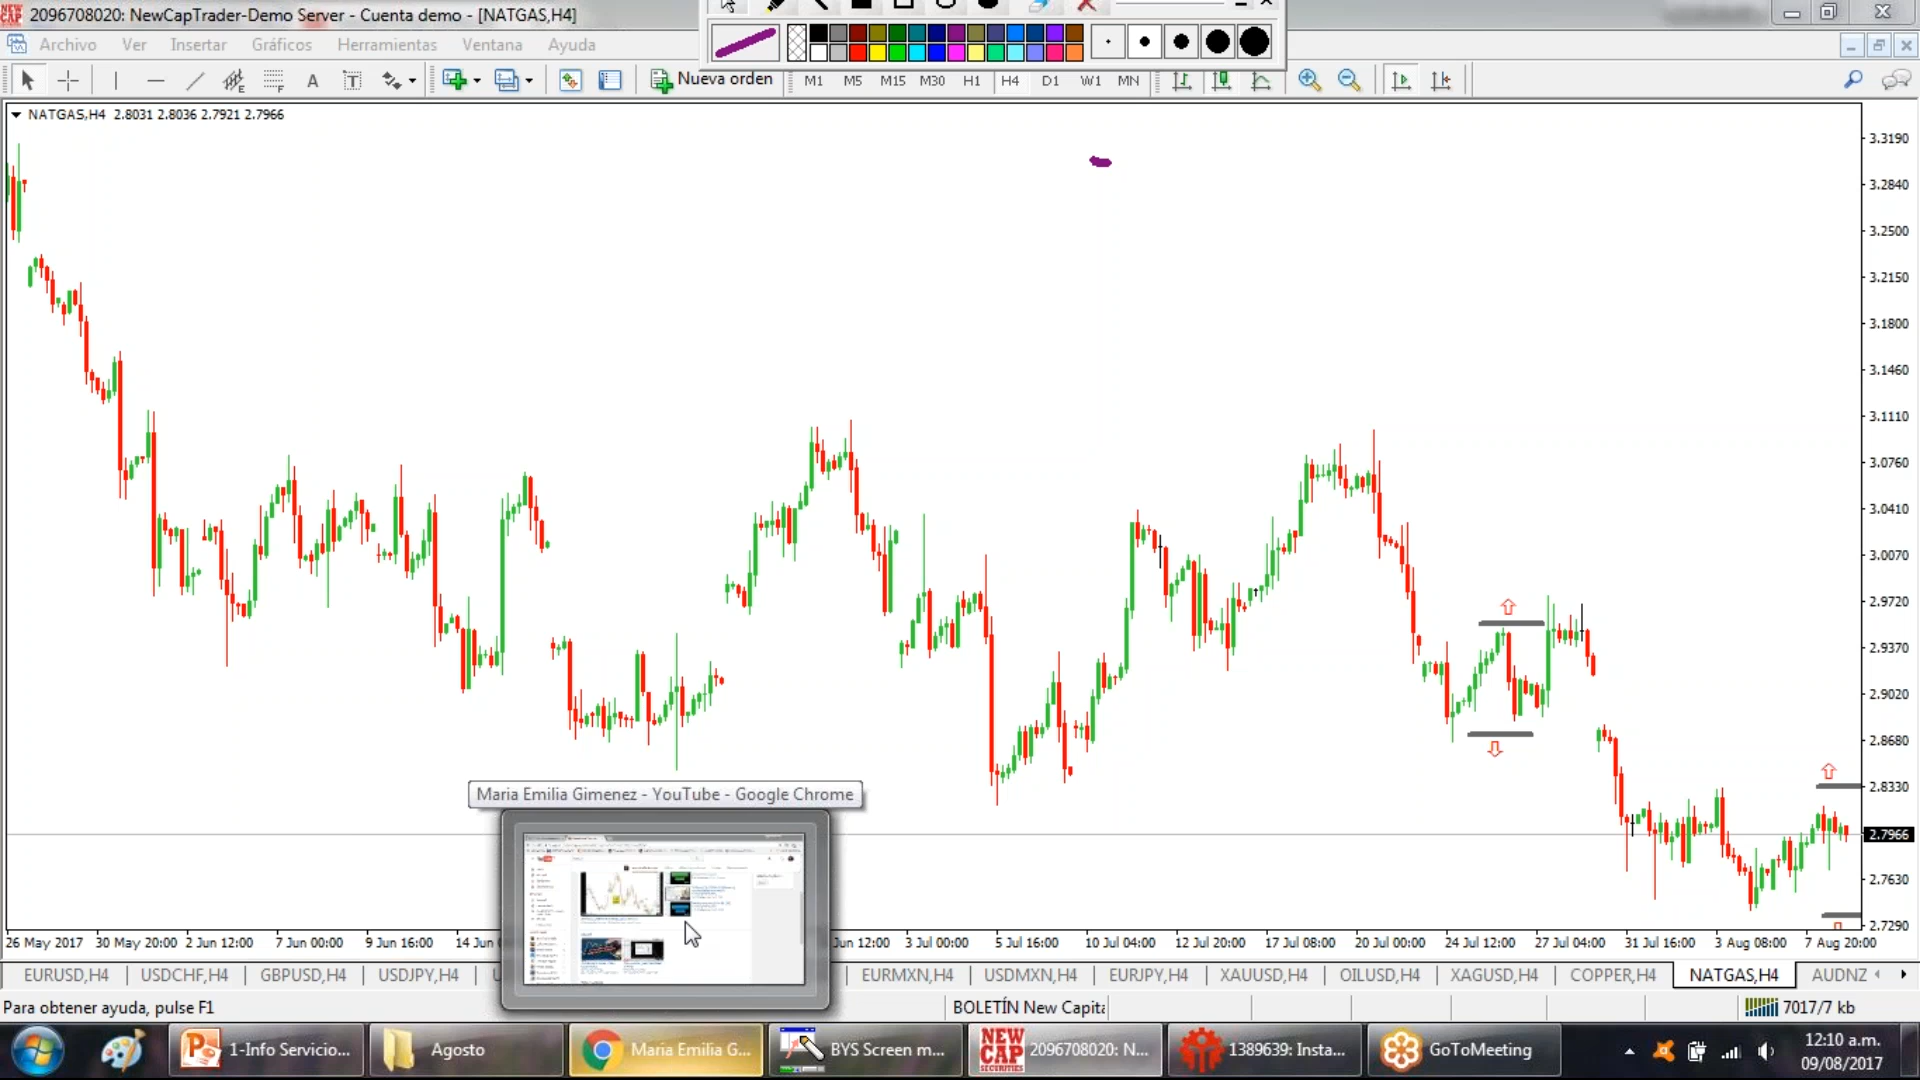 2096708020: NewCapTrader-Demo Server - Cuenta demo - [NATGAS,H4]
Archivo Ver Insertar Gráficos Herramientas Ventana Ayuda
A T Nueva orden M1 M5 M15 M30 H1 H4 D1 W1 MN
NATGAS,H4 2.8031 2.8036 2.7921 2.7966
3.3190
3.2840
3.2500
3.2150
3.1800
3.1460
3.1110
3.0760
3.0410
3.0070
2.9720
2.9370
2.9020
2.8680
2.8330
2.7966
2.7630
2.7290
Maria Emilia Gimenez - YouTube - Google Chrome
26 May 2017 30 May 20:00 2 Jun 12:00 7 Jun 00:00 9 Jun 16:00 14 Jun 12:00 3 Jul 00:00 5 Jul 16:00 10 Jul 04:00 12 Jul 20:00 17 Jul 08:00 20 Jul 00:00 24 Jul 12:00 27 Jul 04:00 31 Jul 16:00 3 Aug 08:00 7 Aug 20:00
EURUSD,H4 USDCHF,H4 GBPUSD,H4 USDJPY,H4 EURMXN,H4 USDMXN,H4 EURJPY,H4 XAUUSD,H4 OILUSD,H4 XAGUSD,H4 COPPER,H4 NATGAS,H4 AUDNZ
Para obtener ayuda, pulse F1 BOLETÍN New Capita 7017/7 kb
1-Info Servicio... Agosto Maria Emilia G... BYS Screen m... NEW CAP SECURITIES 2096708020: N... 1389639: Insta... GoToMeeting 12:10 a.m.
09/08/2017